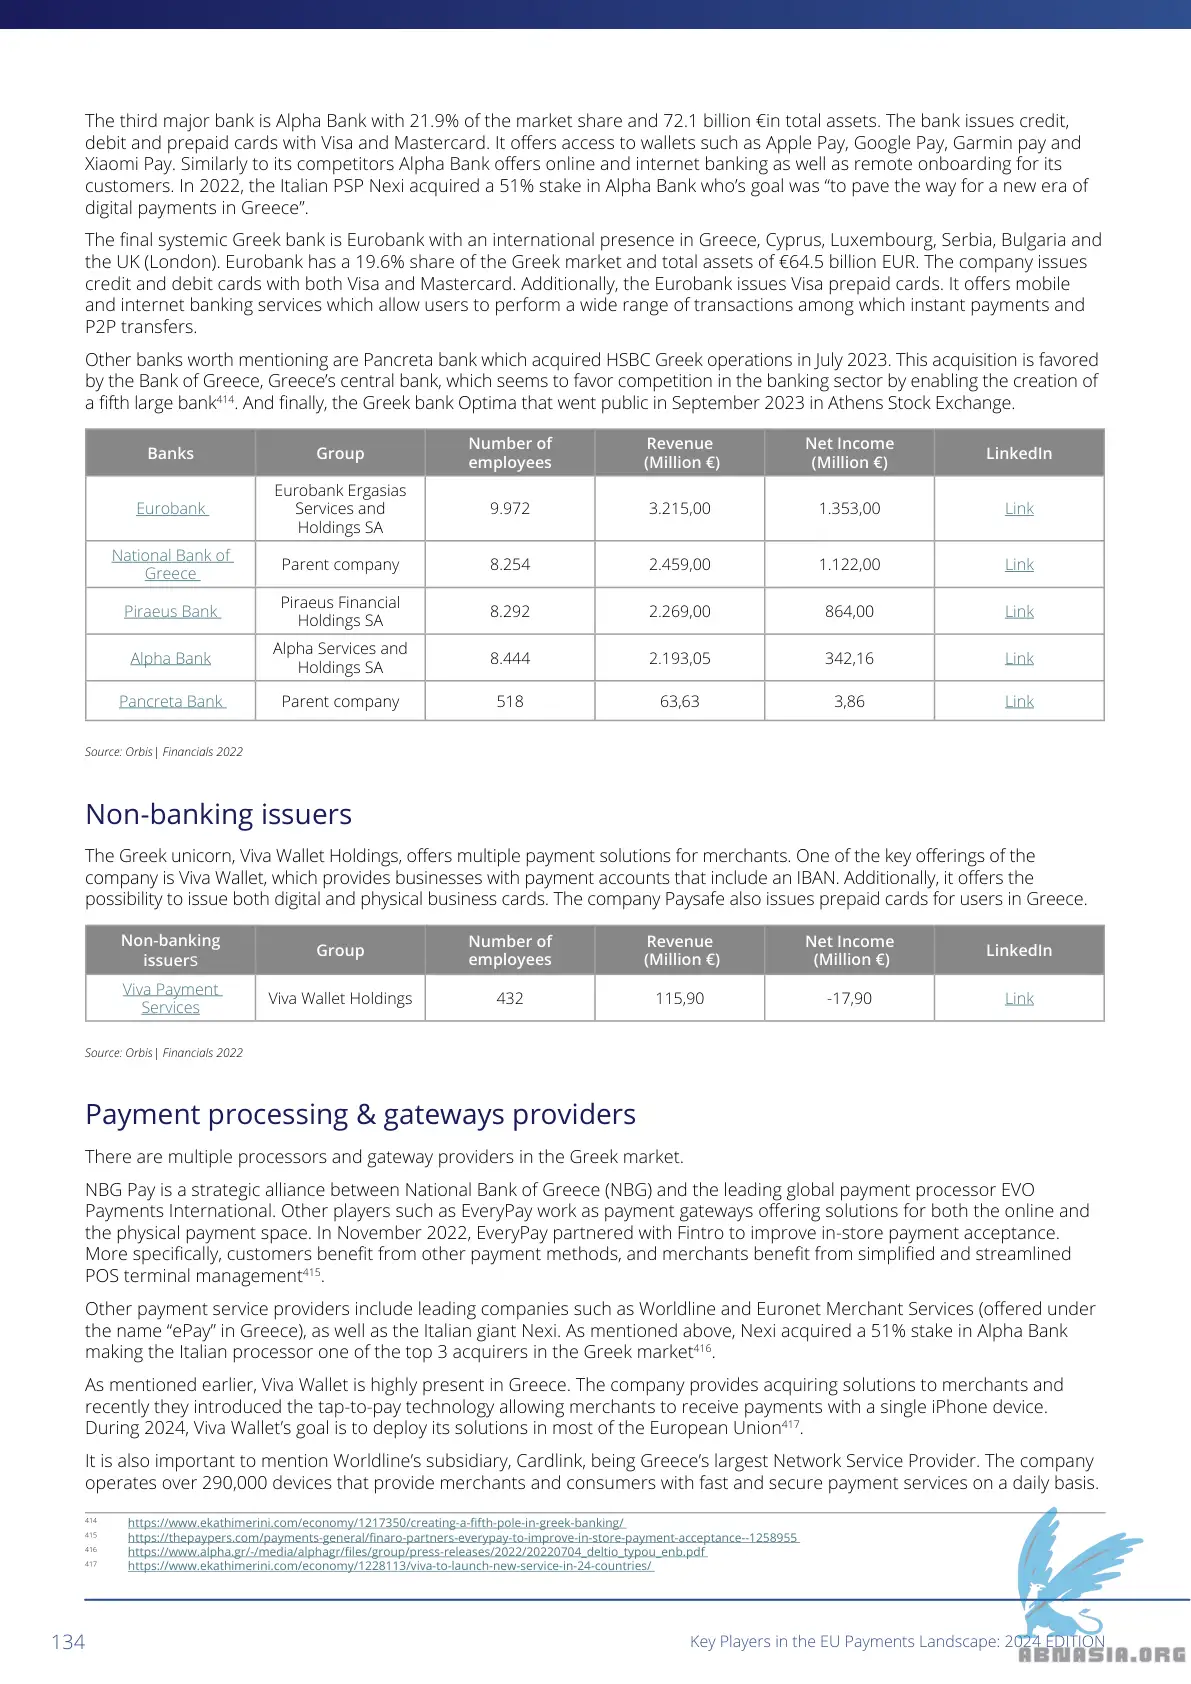 The third major bank is Alpha Bank with 21.9% of the market share and 72.1 billion €in total assets. The bank issues credit,
debit and prepaid cards with Visa and Mastercard. It offers access to wallets such as Apple Pay, Google Pay, Garmin pay and
Xiaomi Pay. Similarly to its competitors Alpha Bank offers online and internet banking as well as remote onboarding for its
customers. In 2022, the Italian PSP Nexi acquired a 51% stake in Alpha Bank who’s goal was “to pave the way for a new era of
digital payments in Greece”.
The final systemic Greek bank is Eurobank with an international presence in Greece, Cyprus, Luxembourg, Serbia, Bulgaria and
the UK (London). Eurobank has a 19.6% share of the Greek market and total assets of €64.5 billion EUR. The company issues
credit and debit cards with both Visa and Mastercard. Additionally, the Eurobank issues Visa prepaid cards. It offers mobile
and internet banking services which allow users to perform a wide range of transactions among which instant payments and
P2P transfers.
Other banks worth mentioning are Pancreta bank which acquired HSBC Greek operations in July 2023. This acquisition is favored
by the Bank of Greece, Greece’s central bank, which seems to favor competition in the banking sector by enabling the creation of
a fifth large bank414. And finally, the Greek bank Optima that went public in September 2023 in Athens Stock Exchange.
Banks Group Number of employees Revenue (Million €) Net Income (Million €) LinkedIn
Eurobank Eurobank Ergasias Services and Holdings SA 9.972 3.215,00 1.353,00 Link
National Bank of Greece Parent company 8.254 2.459,00 1.122,00 Link
Piraeus Bank Piraeus Financial Holdings SA 8.292 2.269,00 864,00 Link
Alpha Bank Alpha Services and Holdings SA 8.444 2.193,05 342,16 Link
Pancreta Bank Parent company 518 63,63 3,86 Link
Source: Orbis| Financials 2022
Non-banking issuers
The Greek unicorn, Viva Wallet Holdings, offers multiple payment solutions for merchants. One of the key offerings of the
company is Viva Wallet, which provides businesses with payment accounts that include an IBAN. Additionally, it offers the
possibility to issue both digital and physical business cards. The company Paysafe also issues prepaid cards for users in Greece.
Non-banking issuers Group Number of employees Revenue (Million €) Net Income (Million €) LinkedIn
Viva Payment Services Viva Wallet Holdings 432 115,90 -17,90 Link
Source: Orbis| Financials 2022
Payment processing & gateways providers
There are multiple processors and gateway providers in the Greek market.
NBG Pay is a strategic alliance between National Bank of Greece (NBG) and the leading global payment processor EVO
Payments International. Other players such as EveryPay work as payment gateways offering solutions for both the online and
the physical payment space. In November 2022, EveryPay partnered with Fintro to improve in-store payment acceptance.
More specifically, customers benefit from other payment methods, and merchants benefit from simplified and streamlined
POS terminal management415.
Other payment service providers include leading companies such as Worldline and Euronet Merchant Services (offered under
the name “ePay” in Greece), as well as the Italian giant Nexi. As mentioned above, Nexi acquired a 51% stake in Alpha Bank
making the Italian processor one of the top 3 acquirers in the Greek market416.
As mentioned earlier, Viva Wallet is highly present in Greece. The company provides acquiring solutions to merchants and
recently they introduced the tap-to-pay technology allowing merchants to receive payments with a single iPhone device.
During 2024, Viva Wallet’s goal is to deploy its solutions in most of the European Union417.
It is also important to mention Worldline’s subsidiary, Cardlink, being Greece’s largest Network Service Provider. The company
operates over 290,000 devices that provide merchants and consumers with fast and secure payment services on a daily basis.
414 https://www.ekathimerini.com/economy/1217350/creating-a-fifth-pole-in-greek-banking/
415 https://thepaypers.com/payments-general/finaro-partners-everypay-to-improve-in-store-payment-acceptance--1258955
416 https://www.alpha.gr/-/media/alphagr/files/group/press-releases/2022/20220704_deltio_typou_enb.pdf
417 https://www.ekathimerini.com/economy/1228113/viva-to-launch-new-service-in-24-countries/
134
Key Players in the EU Payments Landscape: 2024 EDITION
ABNASIA.ORG